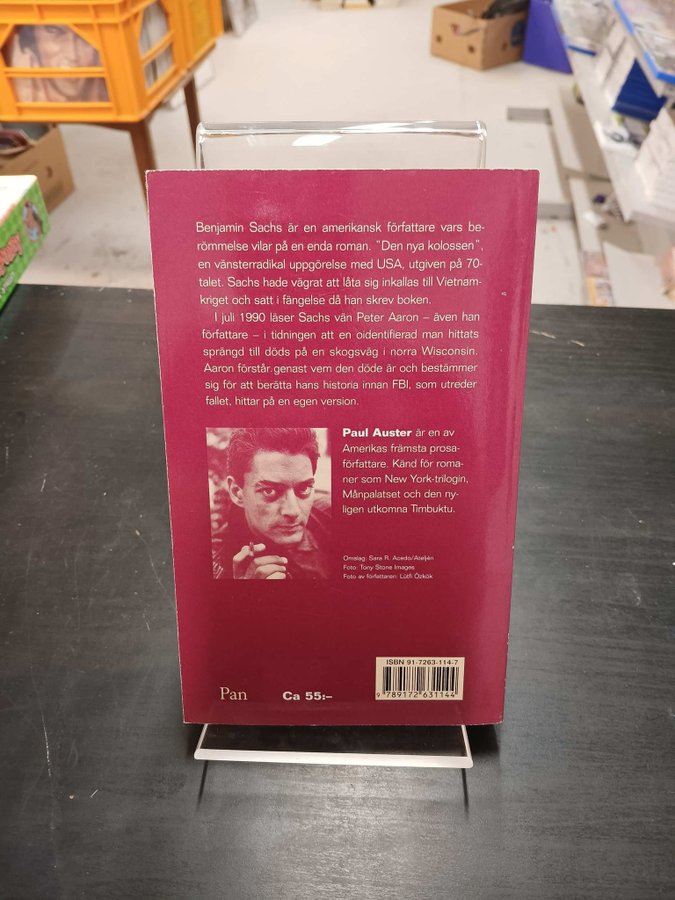 Benjamin Sachs är en amerikansk författare vars be-
römmelse vilar på en enda roman. "Den nya kolossen",
en vänsterradikal uppgörelse med USA, utgiven på 70-
talet. Sachs hade vägrat att låta sig inkallas till Vietnam-
kriget och satt i fängelse då han skrev boken.
I juli 1990 läser Sachs vän Peter Aaron – även han
författare – i tidningen att en oidentifierad man hittats
sprängd till döds på en skogsväg i norra Wisconsin.
Aaron förstår genast vem den döde är och bestämmer
sig för att berätta hans historia innan FBI, som utreder
fallet, hittar på en egen version.
Paul Auster är en av
Amerikas främsta prosa-
författare. Känd för roma-
ner som New York-trilogin,
Månpalatset och den ny-
ligen utkomna Timbuktu.
Omslag: Sara R. Acedo/Ateljén
Foto: Tony Stone Images
Foto av författaren: Lütfi Özkök
ISBN 91-7263-114-7
9 789172 631144
Pan
Ca 55:–